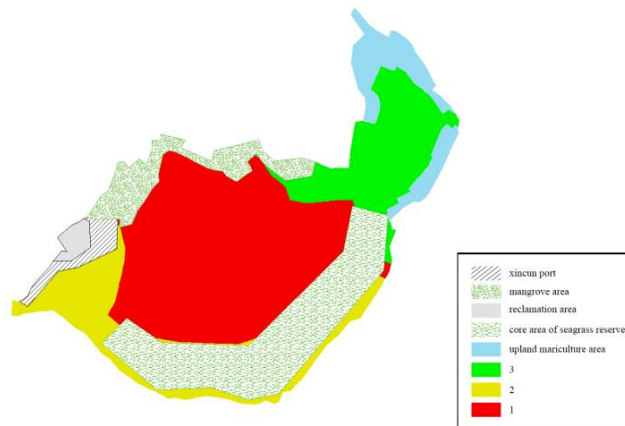 xincun port
mangrove area
reclamation area
core area of seagrass reserve
upland mariculture area
3
2
1